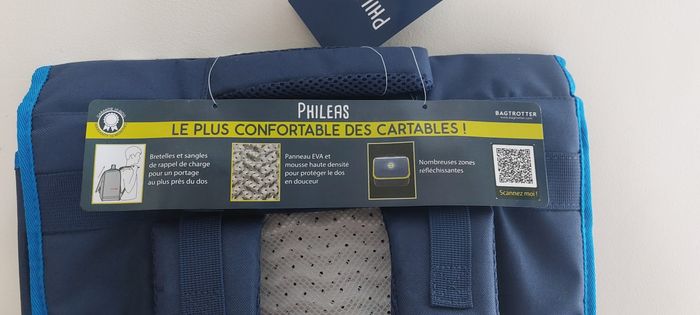 PHIL
PHILEAS
BAGTROTTER
LE PLUS CONFORTABLE DES CARTABLES !
Bretelles et sangles
de rappel de charge
pour un portage
au plus près du dos
Panneau EVA et
mousse haute densité
pour protéger le dos
en douceur
Nombreuses zones
réfléchissantes
Scannez moi !